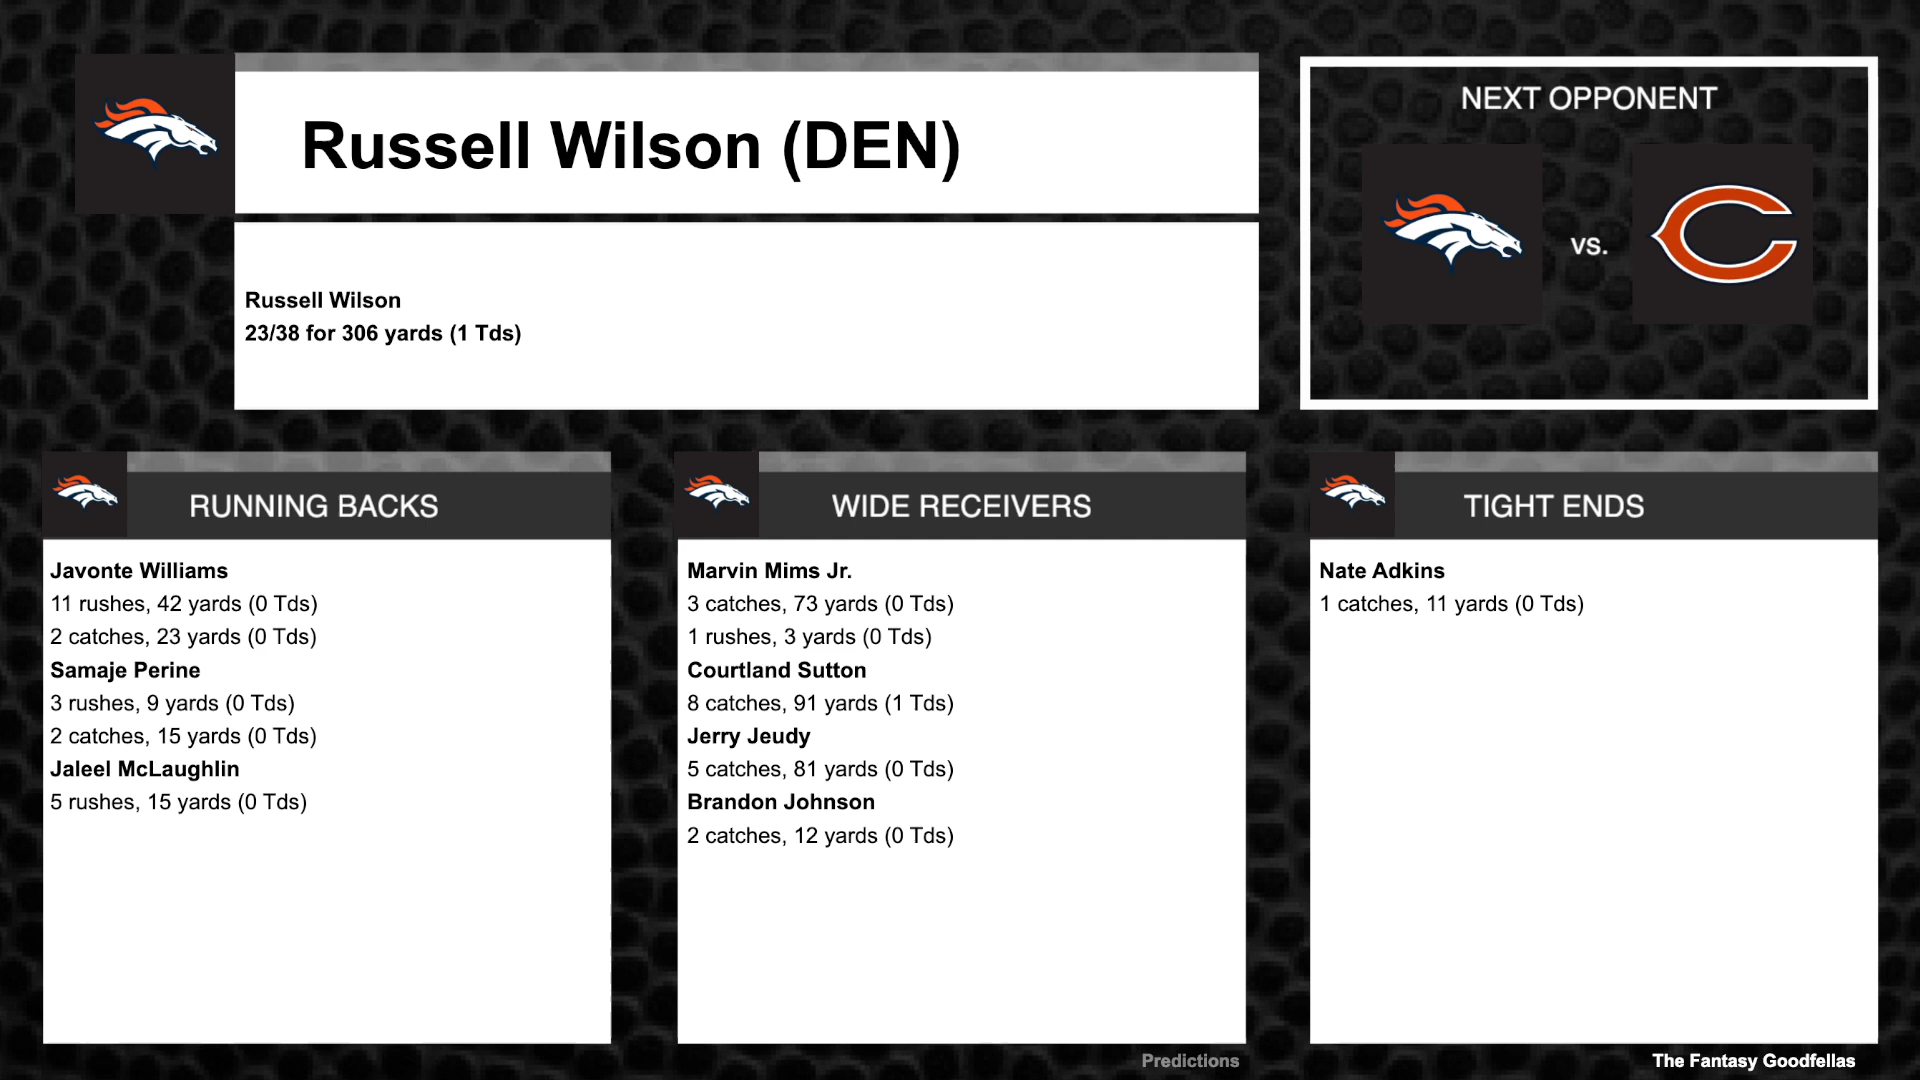 Russell Wilson (DEN)
NEXT OPPONENT
vs.
Russell Wilson
23/38 for 306 yards (1 Tds)
RUNNING BACKS
Javonte Williams
11 rushes, 42 yards (0 Tds)
2 catches, 23 yards (0 Tds)
Samaje Perine
3 rushes, 9 yards (0 Tds)
2 catches, 15 yards (0 Tds)
Jaleel McLaughlin
5 rushes, 15 yards (0 Tds)
WIDE RECEIVERS
Marvin Mims Jr.
3 catches, 73 yards (0 Tds)
1 rushes, 3 yards (0 Tds)
Courtland Sutton
8 catches, 91 yards (1 Tds)
Jerry Jeudy
5 catches, 81 yards (0 Tds)
Brandon Johnson
2 catches, 12 yards (0 Tds)
TIGHT ENDS
Nate Adkins
1 catches, 11 yards (0 Tds)
Predictions
The Fantasy Goodfellas